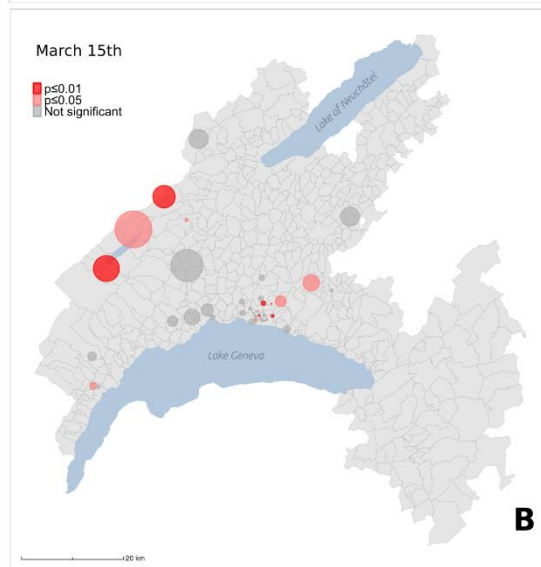 March 15th
p≤0.01
p≤0.05
Not significant
Lake of Neuchâtel
Lake Geneva
B
20 km